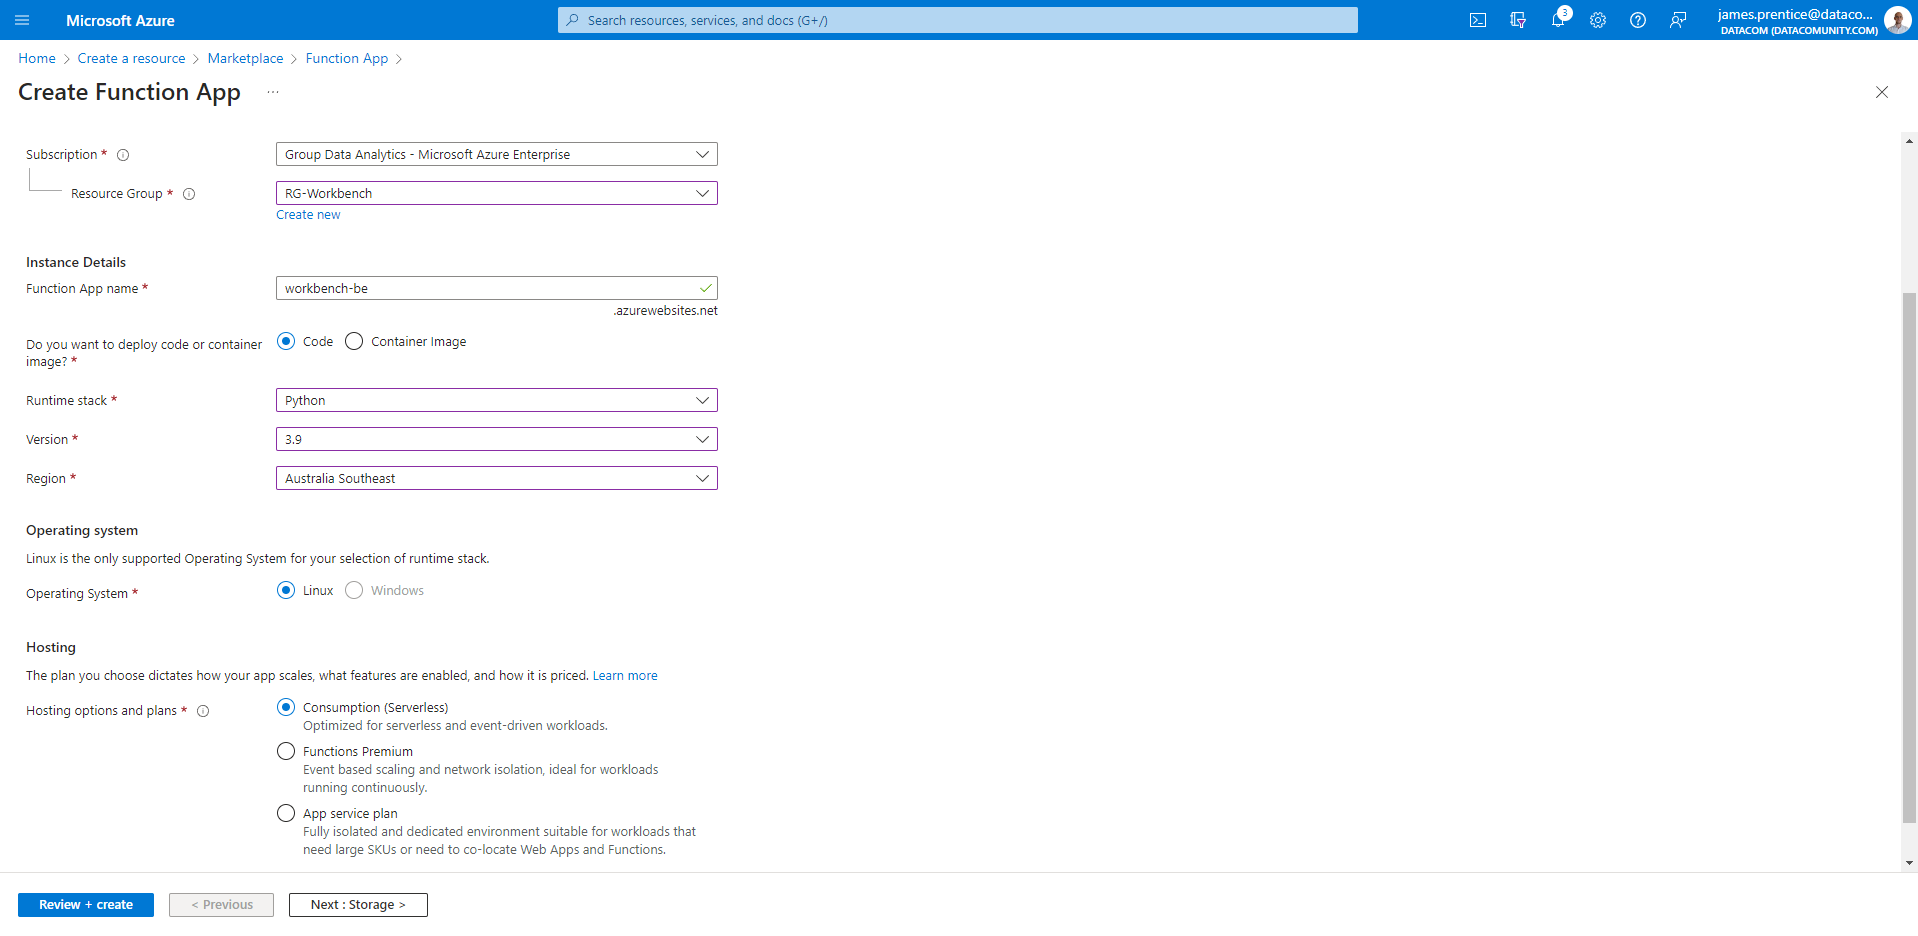 Microsoft Azure
Search resources, services, and docs (G+/)
3
james.prentice@dataco...
DATACOM (DATACOMUNITY.COM)
Home > Create a resource > Marketplace > Function App >
Create Function App ...
Subscription *
Group Data Analytics - Microsoft Azure Enterprise
Resource Group *
RG-Workbench
Create new
Instance Details
Function App name *
workbench-be
.azurewebsites.net
Do you want to deploy code or container
image? *
Code
Container Image
Runtime stack *
Python
Version *
3.9
Region *
Australia Southeast
Operating system
Linux is the only supported Operating System for your selection of runtime stack.
Operating System *
Linux
Windows
Hosting
The plan you choose dictates how your app scales, what features are enabled, and how it is priced. Learn more
Hosting options and plans *
Consumption (Serverless)
Optimized for serverless and event-driven workloads.
Functions Premium
Event based scaling and network isolation, ideal for workloads
running continuously.
App service plan
Fully isolated and dedicated environment suitable for workloads that
need large SKUs or need to co-locate Web Apps and Functions.
Review + create
< Previous
Next : Storage >